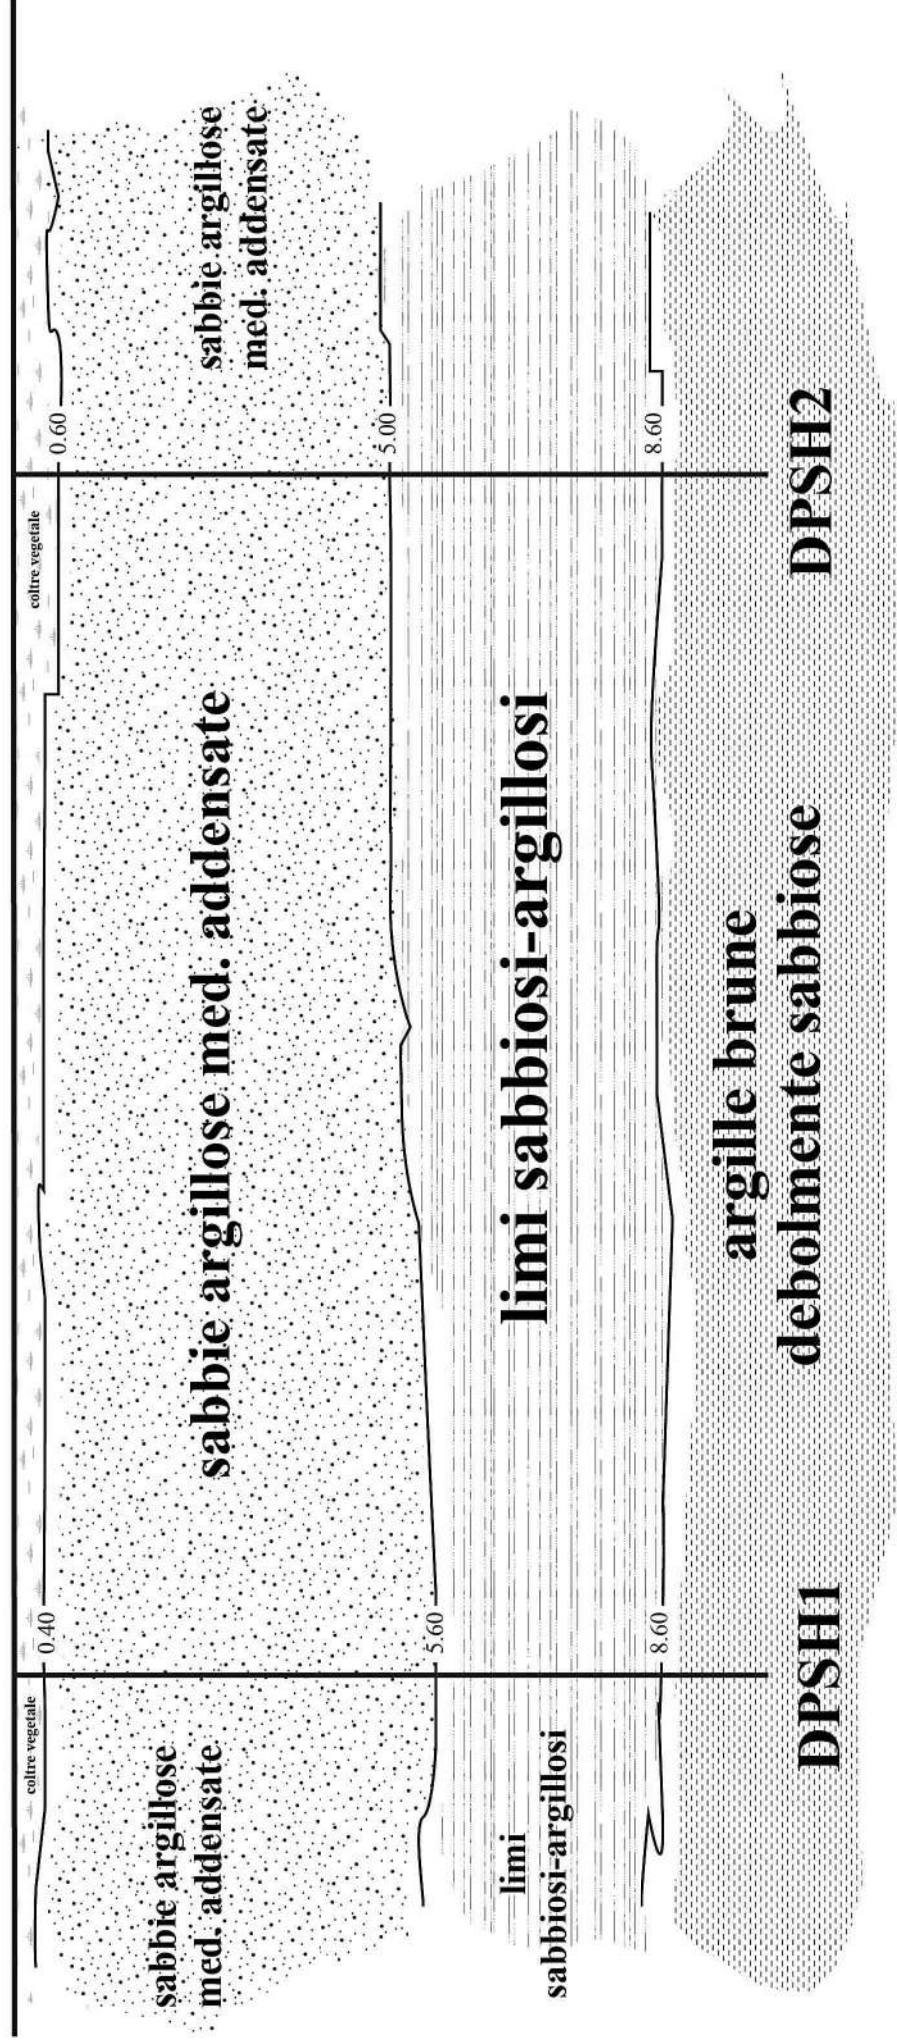 coltre vegetale
coltre vegetale
0.40
0.60
sabbie argillose
med. addensate
sabbie argillose med. addensate
sabbie argillose
med. addensate
5.60
5.00
limi
sabbiosi-argillosi
limi sabbiosi-argillosi
8.60
8.60
argille brune
debolmente sabbiose
DPSH1
DPSH2